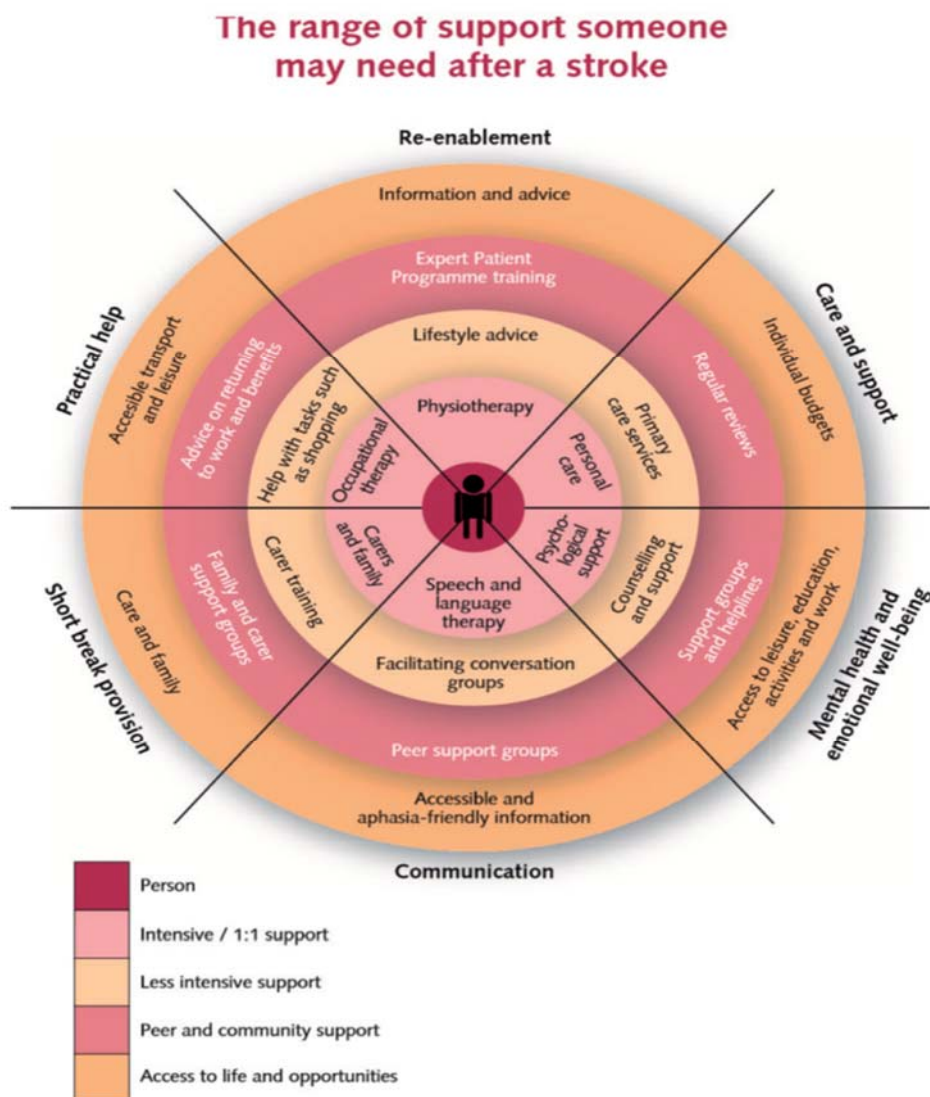 The range of support someone
may need after a stroke
Re-enablement
Information and advice
Expert Patient
Programme training
Lifestyle advice
Physiotherapy
Care and support
Individual budgets
Regular reviews
Primary
care services
Personal
care
Mental health and
emotional well-being
Access to leisure, education,
activities and work
Support groups
and helplines
Counselling
and support
Psycho-
logical
support
Communication
Speech and
language
therapy
Facilitating conversation
groups
Peer support groups
Accessible and
aphasia-friendly information
Short break provision
Care and family
Family and carer
support groups
Carer training
Carers
and family
Practical help
Accesible transport
and leisure
Advice on returning
to work and benefits
Help with tasks such
as shopping
Occupational
therapy
Person
Intensive / 1:1 support
Less intensive support
Peer and community support
Access to life and opportunities